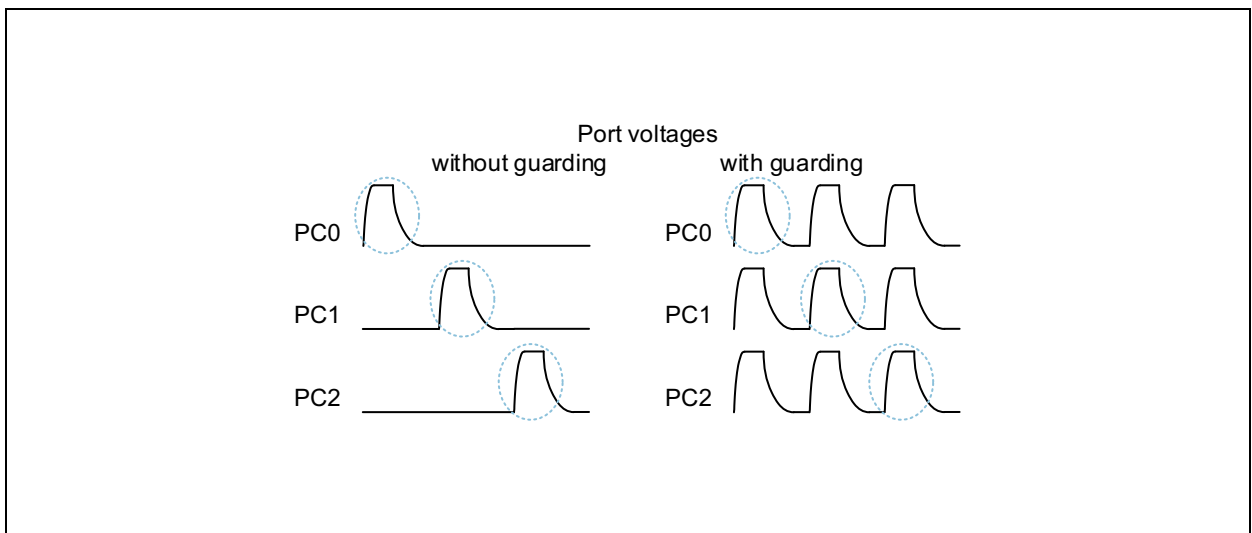 Port voltages
without guarding
with guarding
PC0
PC0
PC1
PC1
PC2
PC2